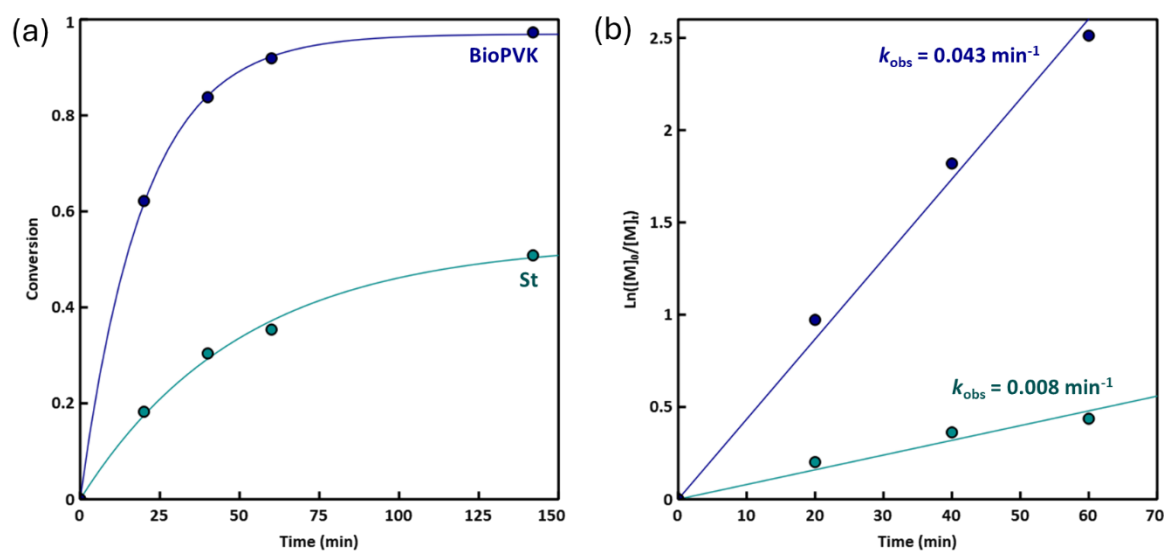 (a)
1
0.8
0.6
0.4
0.2
0
Conversion
BioPVK
St
0 25 50 75 100 125 150
Time (min)
(b)
2.5
2
1.5
1
0.5
0
Ln([M]₀/[M]ₜ)
k_obs = 0.043 min⁻¹
k_obs = 0.008 min⁻¹
0 10 20 30 40 50 60 70
Time (min)